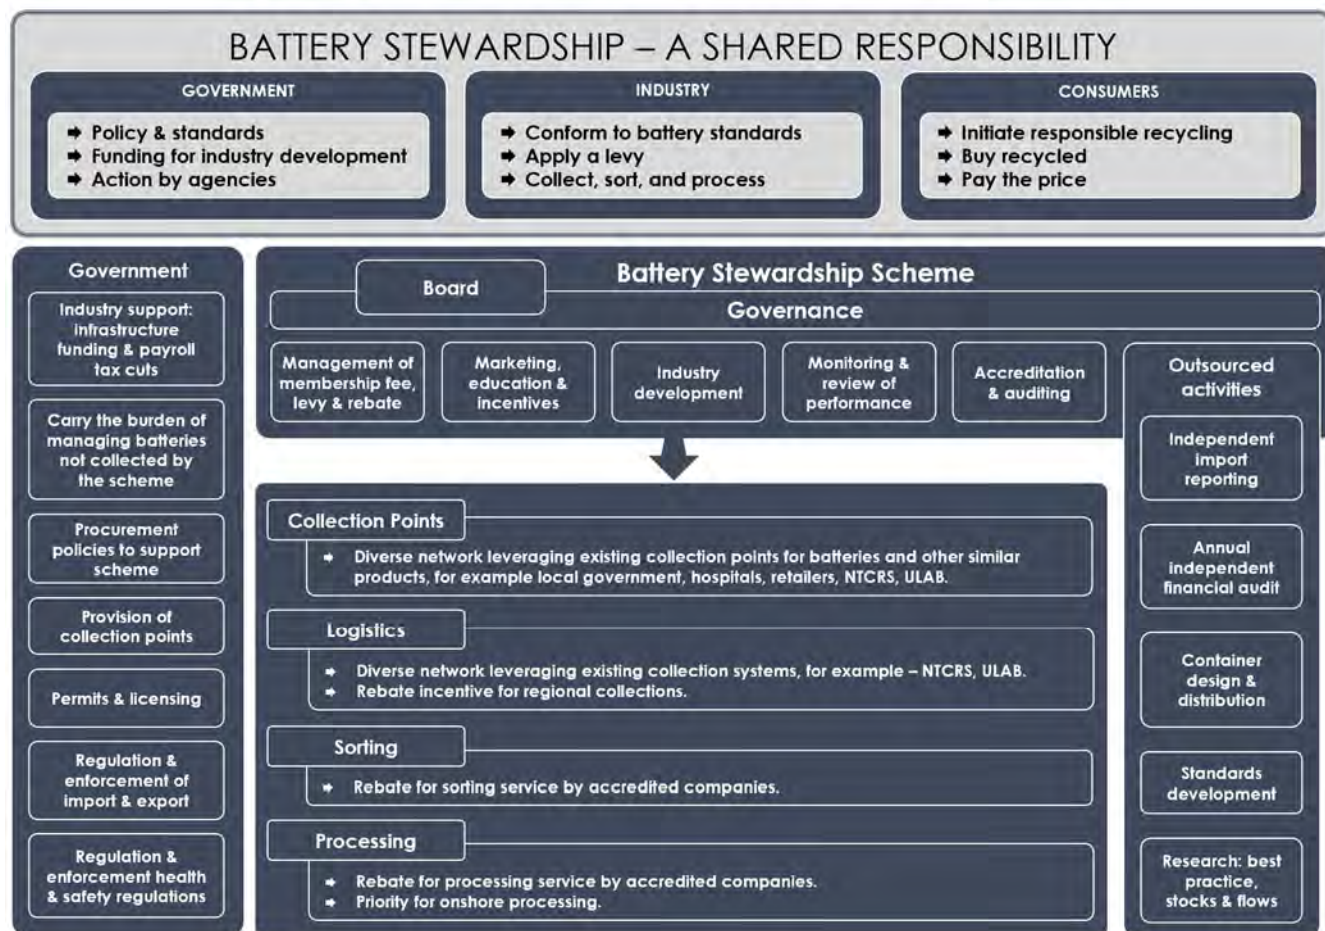 BATTERY STEWARDSHIP – A SHARED RESPONSIBILITY
GOVERNMENT
➡ Policy & standards
➡ Funding for industry development
➡ Action by agencies
INDUSTRY
➡ Conform to battery standards
➡ Apply a levy
➡ Collect, sort, and process
CONSUMERS
➡ Initiate responsible recycling
➡ Buy recycled
➡ Pay the price
Government
Industry support:
infrastructure
funding & payroll
tax cuts
Carry the burden of
managing batteries
not collected by
the scheme
Procurement
policies to support
scheme
Provision of
collection points
Permits & licensing
Regulation &
enforcement of
import & export
Regulation &
enforcement health
& safety regulations
Battery Stewardship Scheme
Board
Governance
Management of
membership fee,
levy & rebate
Marketing,
education &
incentives
Industry
development
Monitoring &
review of
performance
Accreditation
& auditing
Collection Points
➡ Diverse network leveraging existing collection points for batteries and other similar
products, for example local government, hospitals, retailers, NTCRS, ULAB.
Logistics
➡ Diverse network leveraging existing collection systems, for example – NTCRS, ULAB.
➡ Rebate incentive for regional collections.
Sorting
➡ Rebate for sorting service by accredited companies.
Processing
➡ Rebate for processing service by accredited companies.
➡ Priority for onshore processing.
Outsourced
activities
Independent
import
reporting
Annual
independent
financial audit
Container
design &
distribution
Standards
development
Research: best
practice,
stocks & flows